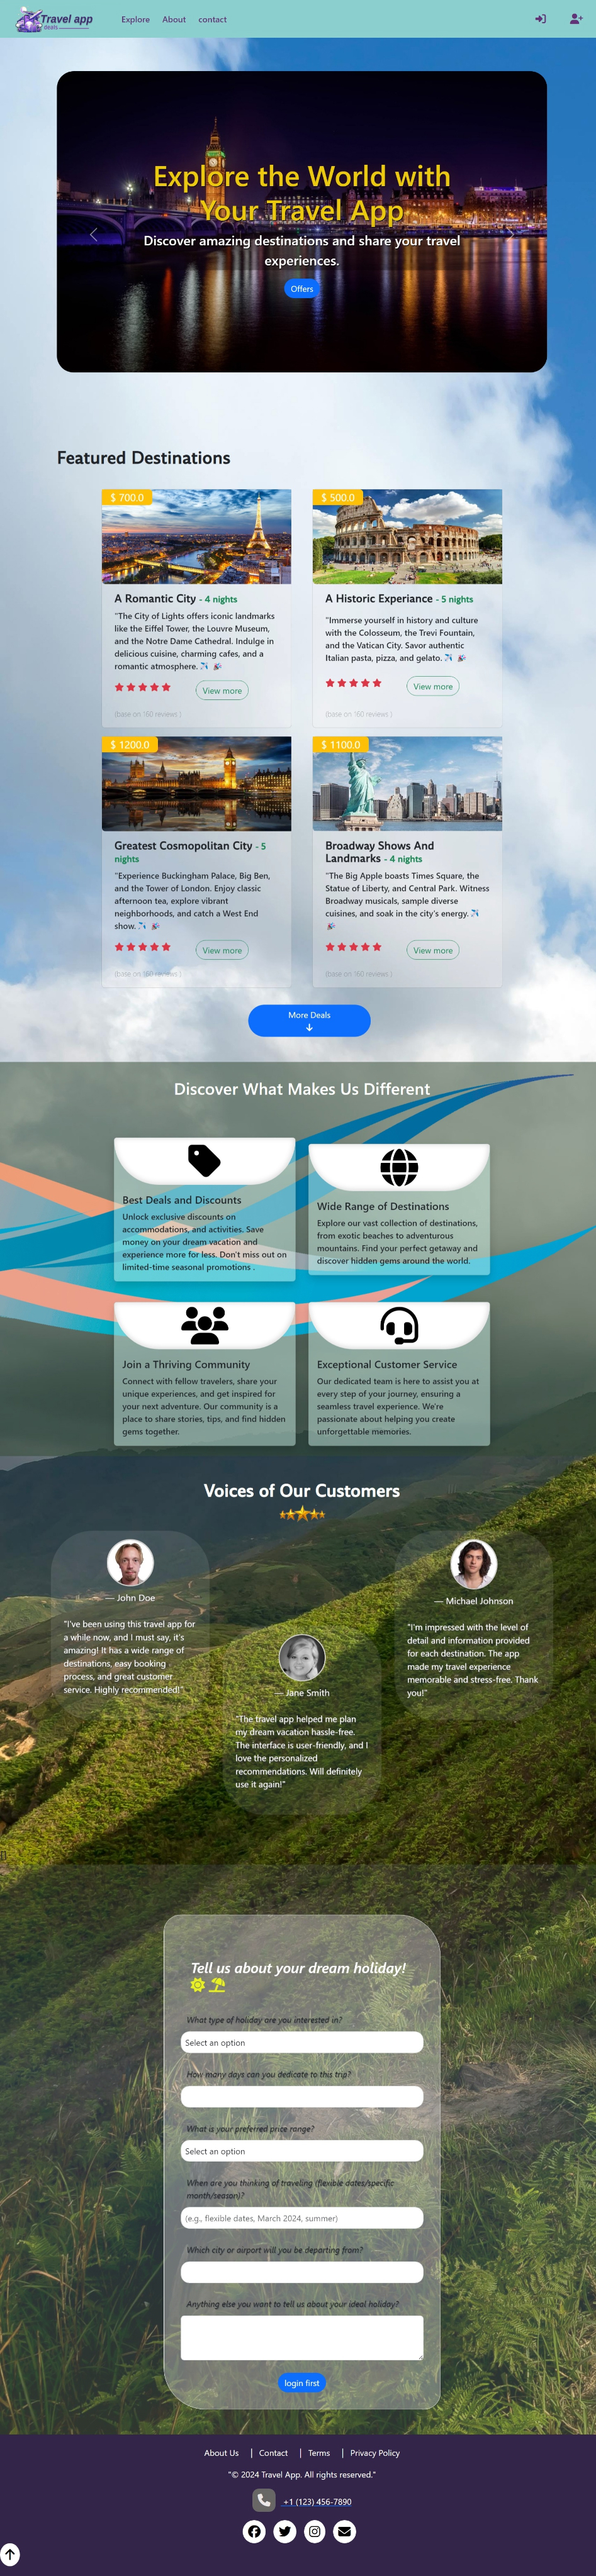 Travel app
deals
Explore About contact
Explore the World with
Your Travel App
Discover amazing destinations and share your travel
experiences.
Offers
Featured Destinations
$ 700.0
A Romantic City - 4 nights
"The City of Lights offers iconic landmarks
like the Eiffel Tower, the Louvre Museum,
and the Notre Dame Cathedral. Indulge in
delicious cuisine, charming cafes, and a
romantic atmosphere. ✈️ 🎉
View more
(base on 160 reviews )
$ 500.0
A Historic Experiance - 5 nights
"Immerse yourself in history and culture
with the Colosseum, the Trevi Fountain,
and the Vatican City. Savor authentic
Italian pasta, pizza, and gelato. ✈️ 🎉
View more
(base on 160 reviews )
$ 1200.0
Greatest Cosmopolitan City - 5
nights
"Experience Buckingham Palace, Big Ben,
and the Tower of London. Enjoy classic
afternoon tea, explore vibrant
neighborhoods, and catch a West End
show. ✈️ 🎉
View more
(base on 160 reviews )
$ 1100.0
Broadway Shows And
Landmarks - 4 nights
"The Big Apple boasts Times Square, the
Statue of Liberty, and Central Park. Witness
Broadway musicals, sample diverse
cuisines, and soak in the city's energy. ✈️
🎉
View more
(base on 160 reviews )
More Deals
Discover What Makes Us Different
Best Deals and Discounts
Unlock exclusive discounts on
accommodations, and activities. Save
money on your dream vacation and
experience more for less. Don't miss out on
limited-time seasonal promotions .
Wide Range of Destinations
Explore our vast collection of destinations,
from exotic beaches to adventurous
mountains. Find your perfect getaway and
discover hidden gems around the world.
Join a Thriving Community
Connect with fellow travelers, share your
unique experiences, and get inspired for
your next adventure. Our community is a
place to share stories, tips, and find hidden
gems together.
Exceptional Customer Service
Our dedicated team is here to assist you at
every step of your journey, ensuring a
seamless travel experience. We're
passionate about helping you create
unforgettable memories.
Voices of Our Customers
— John Doe
"I've been using this travel app for
a while now, and I must say, it's
amazing! It has a wide range of
destinations, easy booking
process, and great customer
service. Highly recommended!"
— Jane Smith
"The travel app helped me plan
my dream vacation hassle-free.
The interface is user-friendly, and I
love the personalized
recommendations. Will definitely
use it again!"
— Michael Johnson
"I'm impressed with the level of
detail and information provided
for each destination. The app
made my travel experience
memorable and stress-free. Thank
you!"
Tell us about your dream holiday!
What type of holiday are you interested in?
Select an option
How many days can you dedicate to this trip?
What is your preferred price range?
Select an option
When are you thinking of traveling (flexible dates/specific
month/season)?
(e.g., flexible dates, March 2024, summer)
Which city or airport will you be departing from?
Anything else you want to tell us about your ideal holiday?
login first
About Us | Contact | Terms | Privacy Policy
"© 2024 Travel App. All rights reserved."
+1 (123) 456-7890